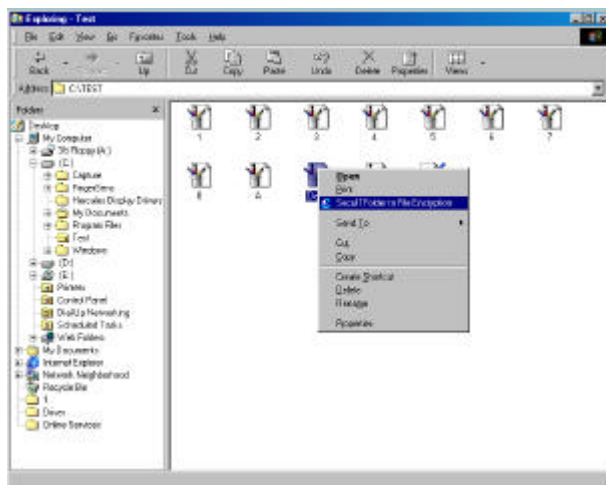 Exploring - Test
File Edit View Go Favorites Tools Help
Back Up Cut Copy Paste Undo Delete Properties Views
Address C:\TEST
Folders
Desktop
My Computer
3½ Floppy (A:)
(C:)
Capture
Hercules Display Drivers
My Documents
Program Files
Test
Windows
(D:)
(E:)
Printers
Control Panel
Dial-Up Networking
Scheduled Tasks
Web Folders
My Documents
Internet Explorer
Network Neighborhood
Recycle Bin
1
Driver
Online Services
1 2 3 4 5 6 7
8 A
Open
Print
Send To
Cut
Copy
Create Shortcut
Delete
Rename
Properties